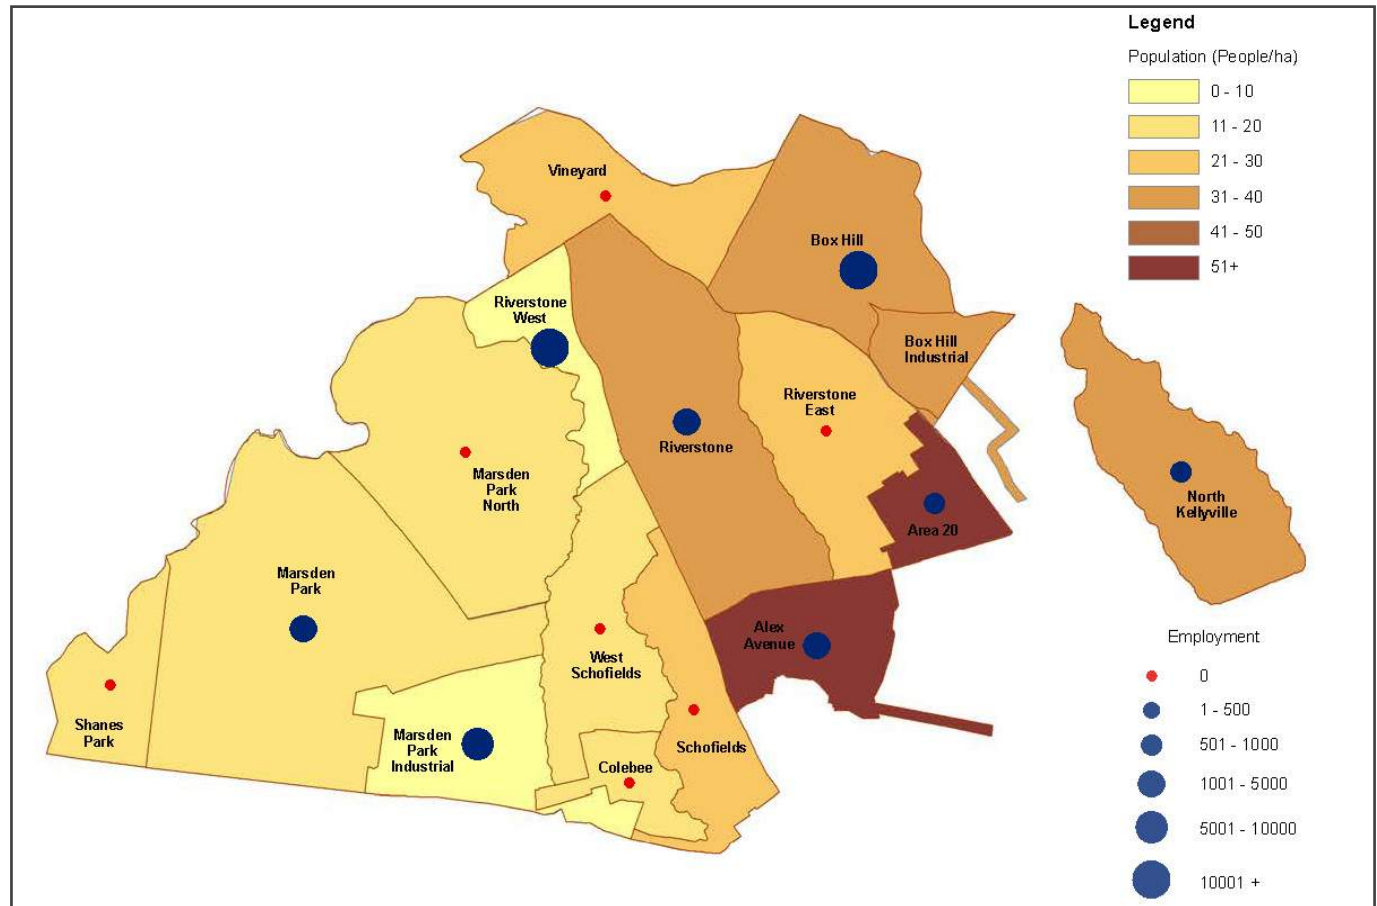 Legend
Population (People/ha)
0 - 10
11 - 20
21 - 30
31 - 40
41 - 50
51+
Vineyard
Box Hill
Riverstone
West
Box Hill
Industrial
Riverstone
East
Riverstone
Marsden
Park
North
North
Kellyville
Area 20
Marsden
Park
Alex
Avenue
West
Schofields
Shanes
Park
Marsden
Park
Industrial
Schofields
Colebee
Employment
0
1 - 500
501 - 1000
1001 - 5000
5001 - 10000
10001 +